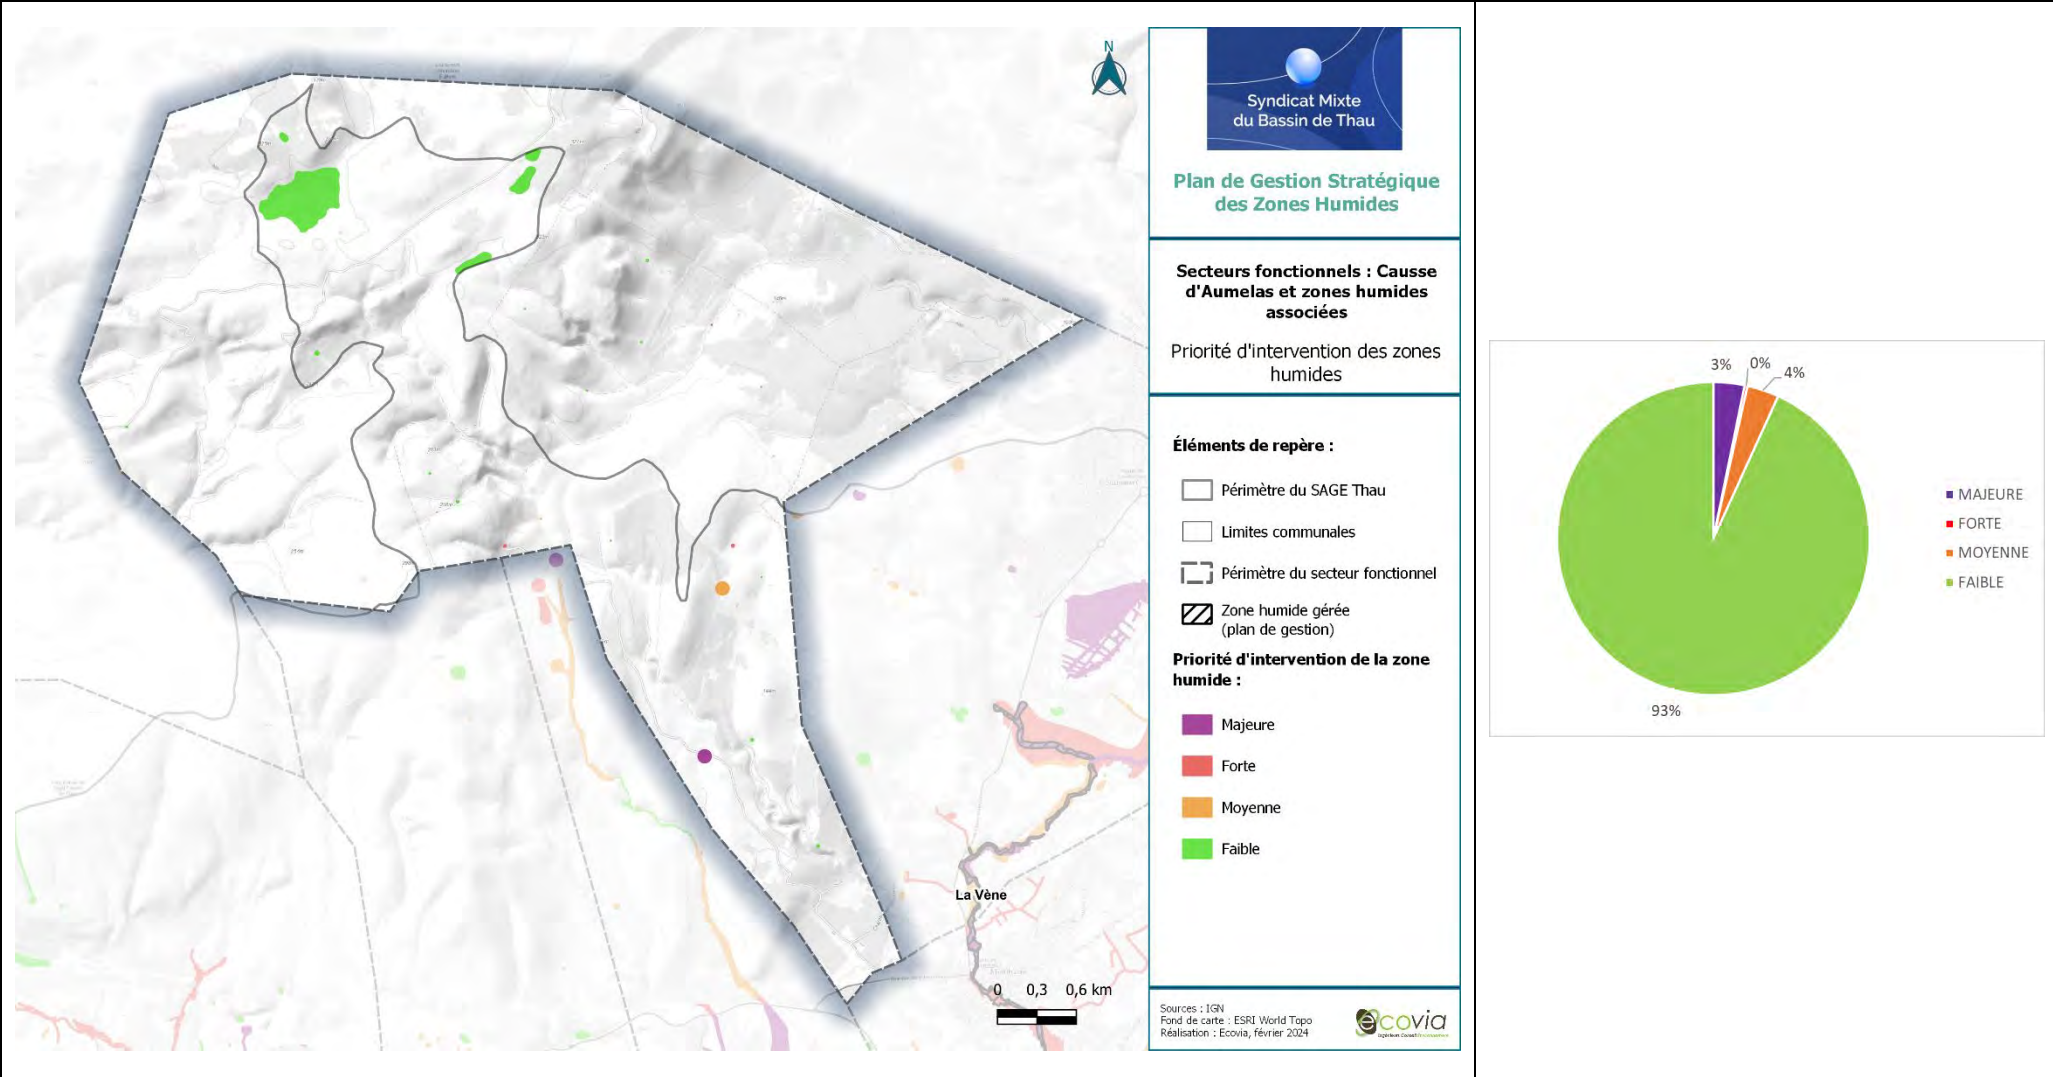 N
Syndicat Mixte
du Bassin de Thau
Plan de Gestion Stratégique
des Zones Humides
Secteurs fonctionnels : Causse
d'Aumelas et zones humides
associées
Priorité d'intervention des zones
humides
Éléments de repère :
Périmètre du SAGE Thau
Limites communales
Périmètre du secteur fonctionnel
Zone humide gérée
(plan de gestion)
Priorité d'intervention de la zone
humide :
Majeure
Forte
Moyenne
Faible
La Vène
0 0,3 0,6 km
Sources : IGN
Fond de carte : ESRI World Topo
Réalisation : Ecovia, février 2024
ecovia
3%
0%
4%
93%
MAJEURE
FORTE
MOYENNE
FAIBLE